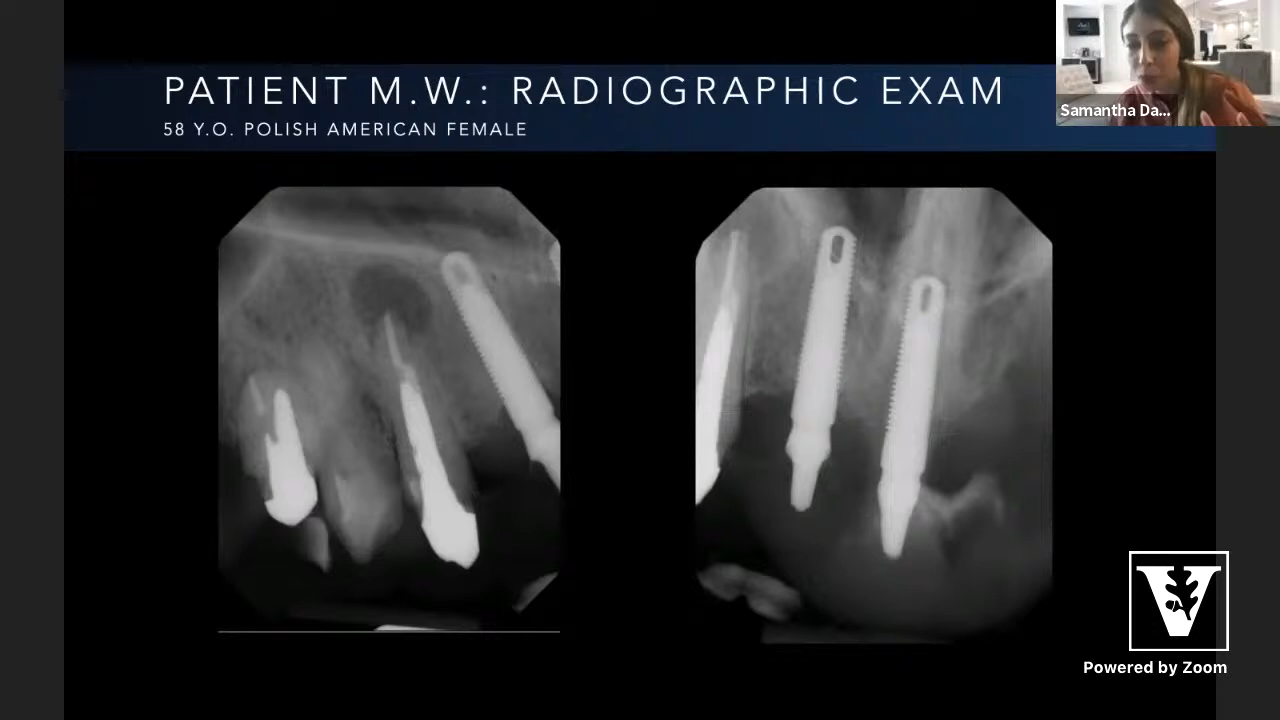 PATIENT M.W.: RADIOGRAPHIC EXAM
58 Y.O. POLISH AMERICAN FEMALE
Samantha Da...
V
Powered by Zoom